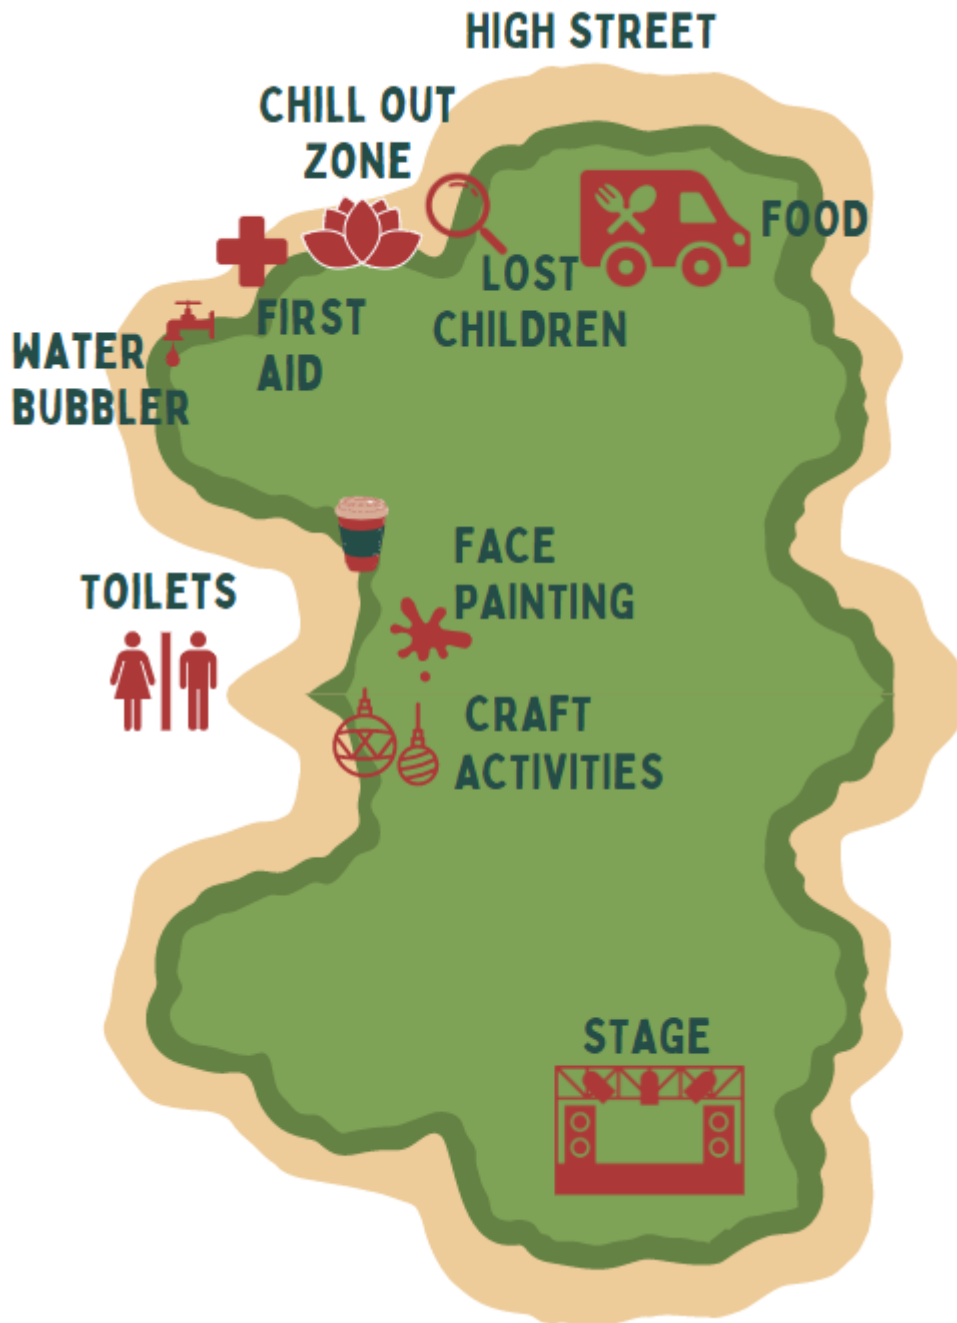 HIGH STREET
CHILL OUT
ZONE
FOOD
LOST
CHILDREN
FIRST
AID
WATER
BUBBLER
FACE
PAINTING
TOILETS
CRAFT
ACTIVITIES
STAGE